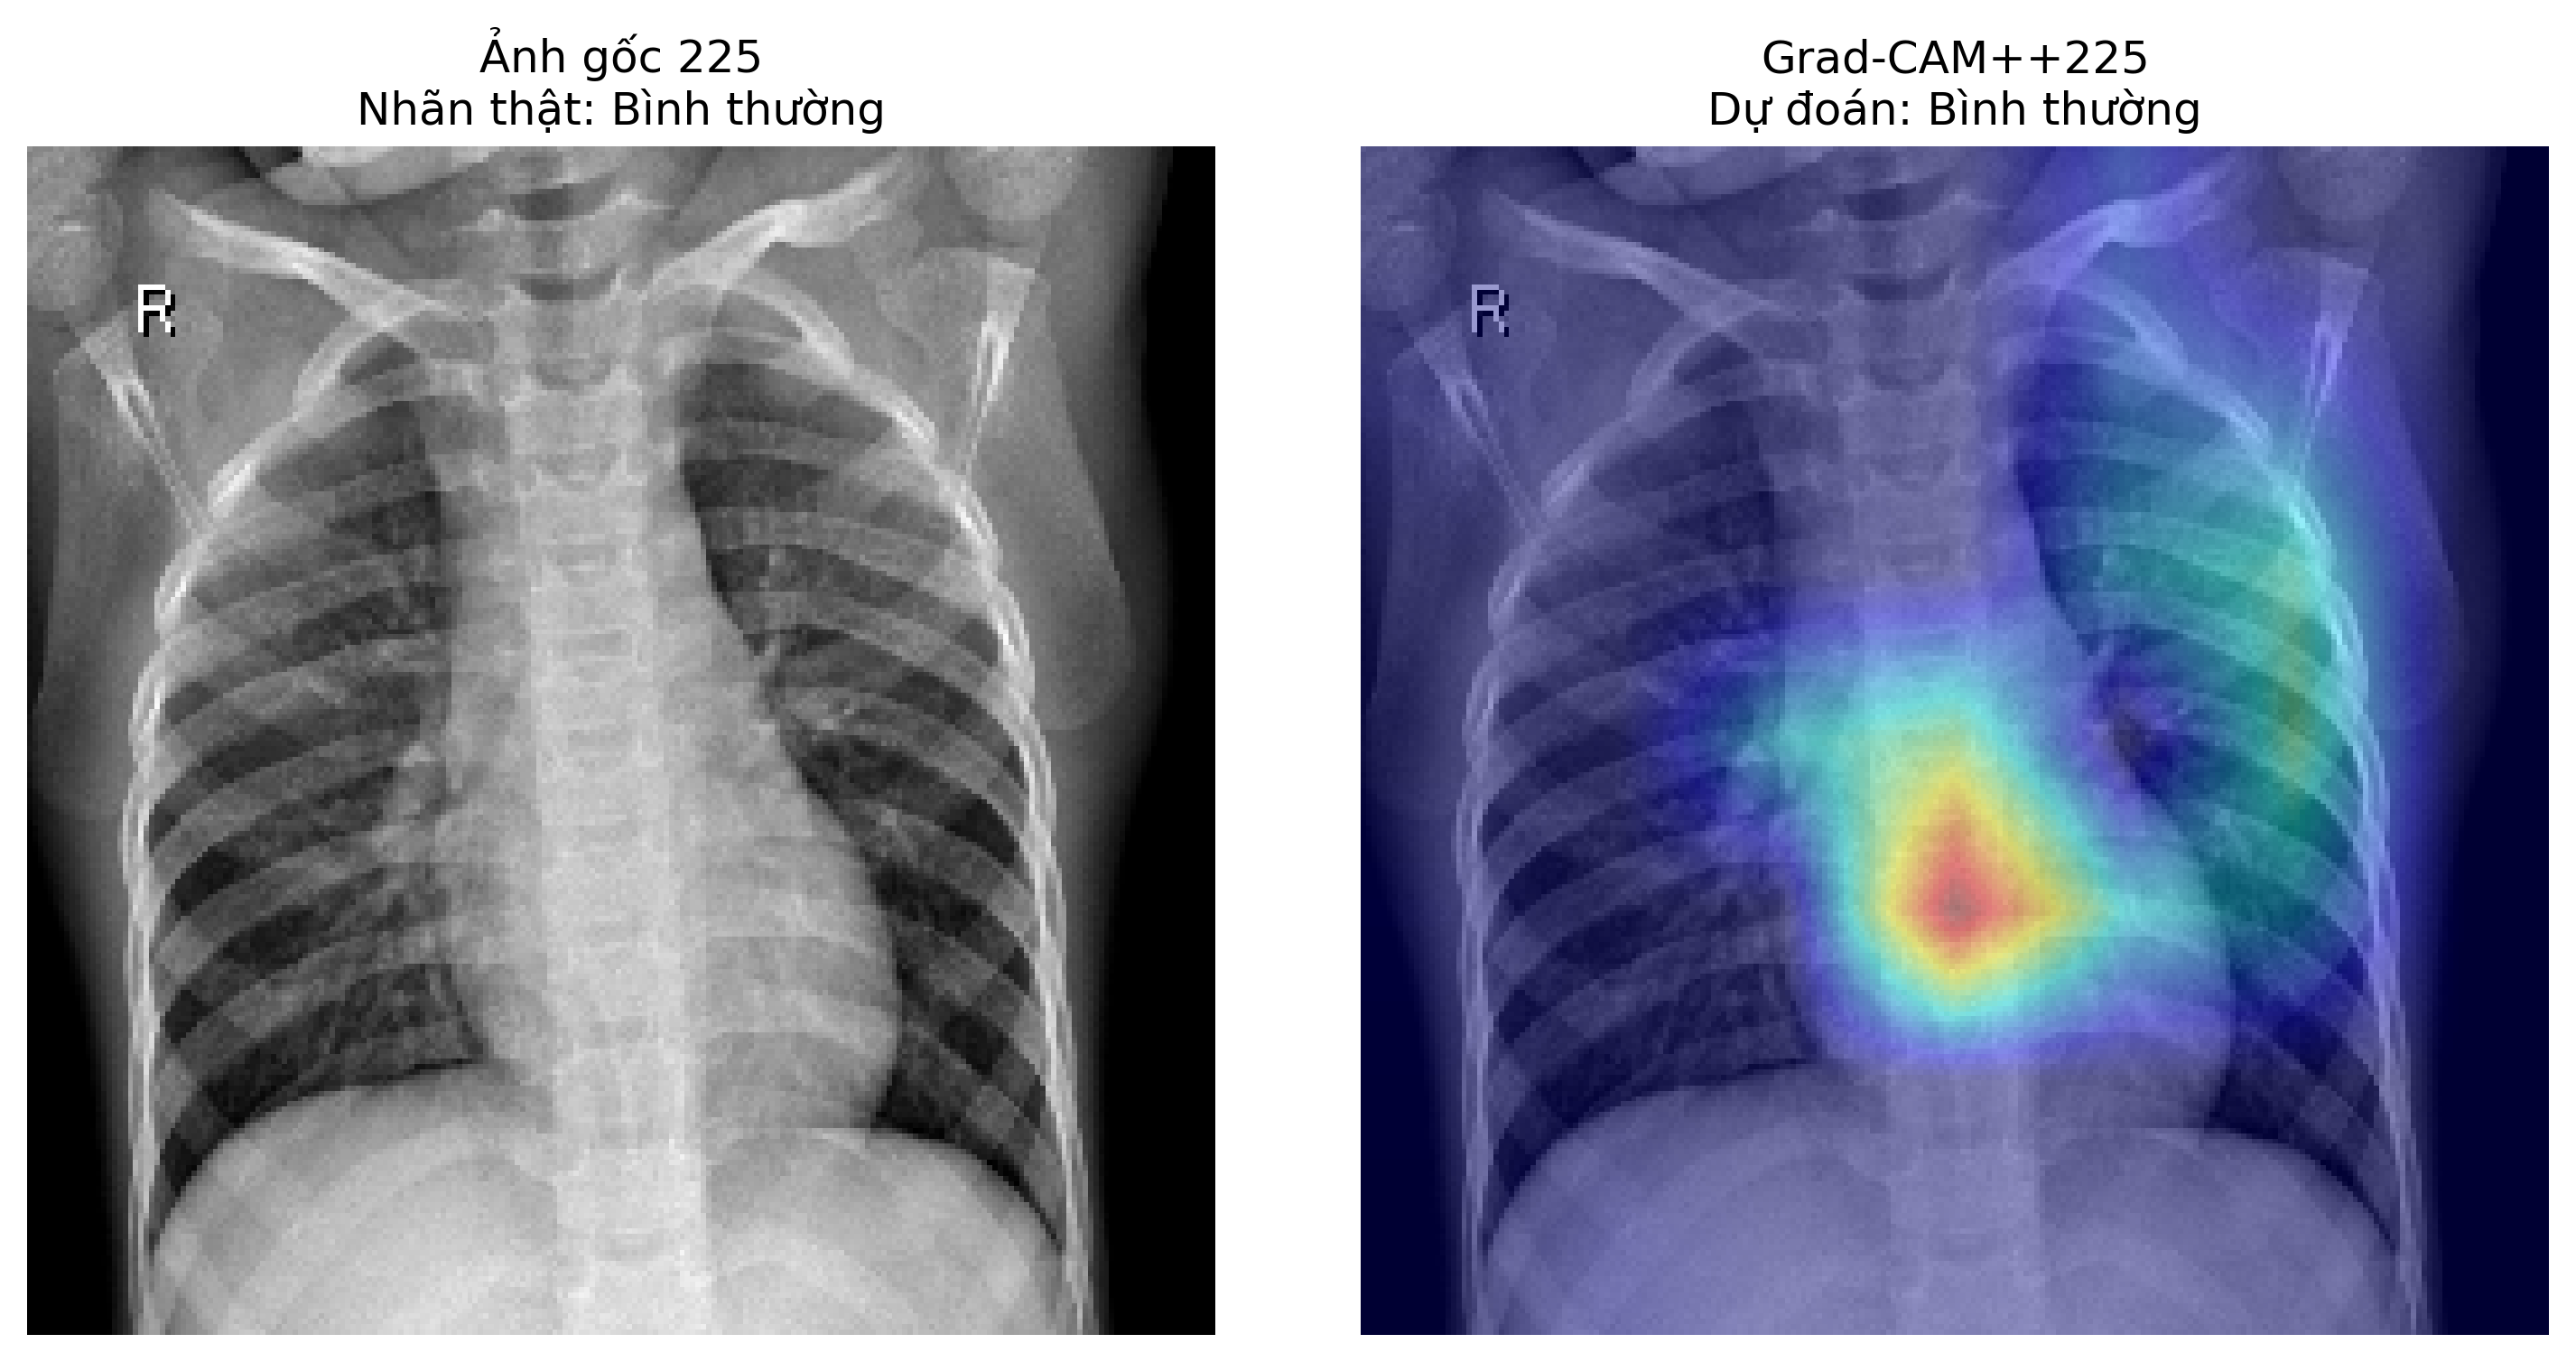 Ảnh gốc 225
Nhãn thật: Bình thường
R
Grad-CAM++225
Dự đoán: Bình thường
R